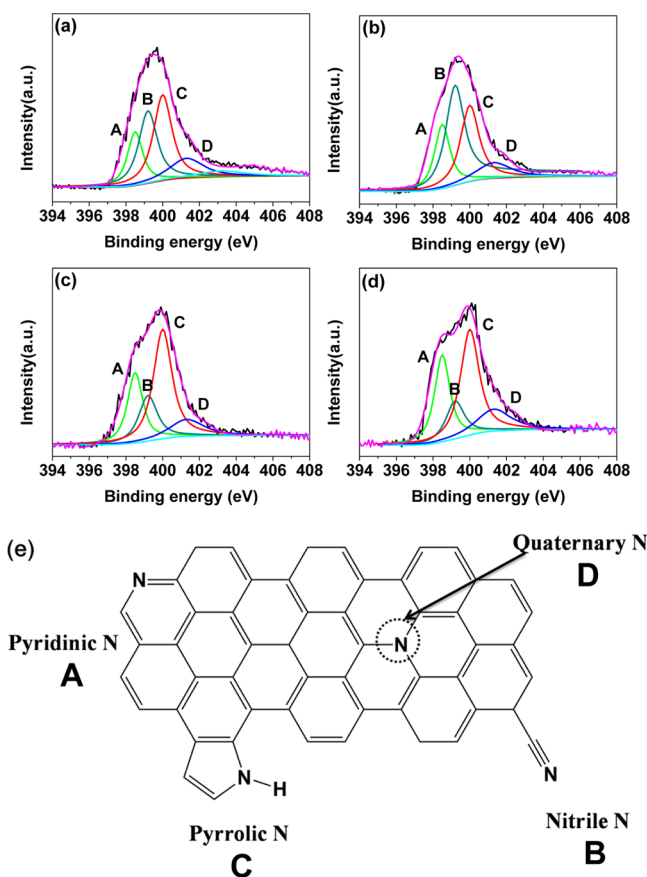 (a)
A
B
C
D
Intensity(a.u.)
394 396 398 400 402 404 406 408
Binding energy (eV)
(b)
A
B
C
D
Intensity(a.u.)
394 396 398 400 402 404 406 408
Binding energy (eV)
(c)
A
B
C
D
Intensity(a.u.)
394 396 398 400 402 404 406 408
Binding energy (eV)
(d)
A
B
C
D
Intensity(a.u.)
394 396 398 400 402 404 406 408
Binding energy (eV)
(e)
Quaternary N
D
N
Pyridinic N
A
N
N
H
N
Pyrrolic N
C
Nitrile N
B